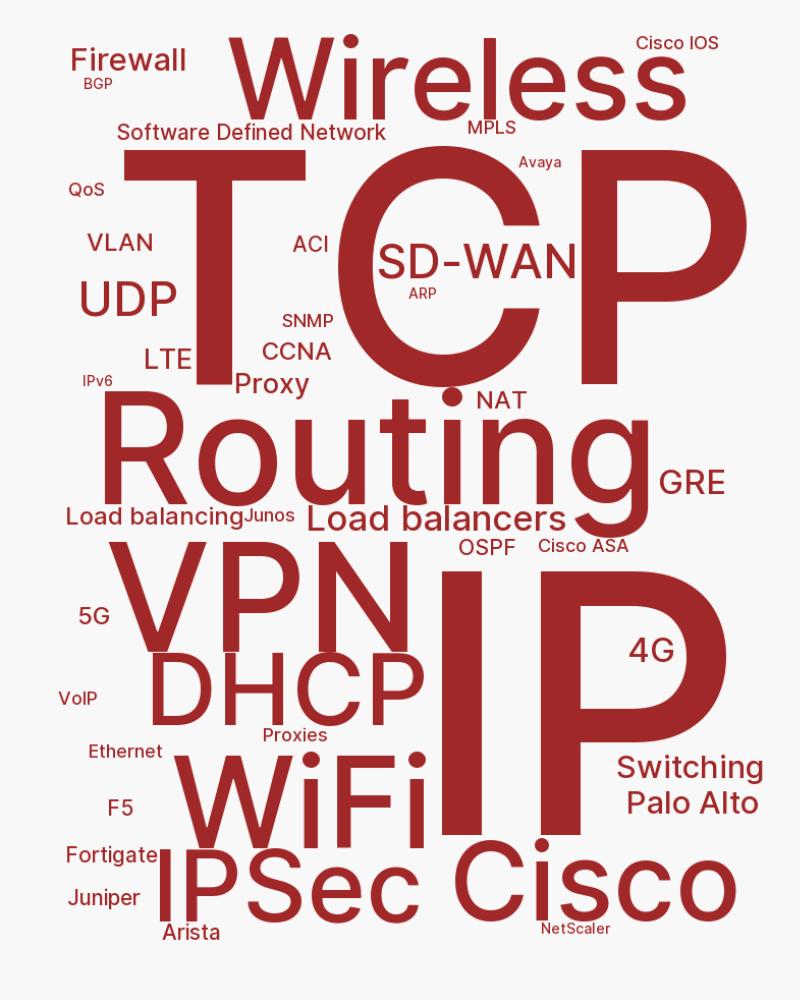 Wireless
Cisco IOS
Firewall
BGP
Software Defined Network
MPLS
TCP
Avaya
QoS
VLAN
ACI
SD-WAN
UDP
ARP
SNMP
LTE
CCNA
IPv6
Proxy
NAT
Routing
GRE
Load balancing
Junos
Load balancers
OSPF
Cisco ASA
VPN
IP
5G
4G
DHCP
VoIP
Proxies
Ethernet
WiFi
Switching
F5
Palo Alto
Fortigate
IPSec
Cisco
Juniper
Arista
NetScaler